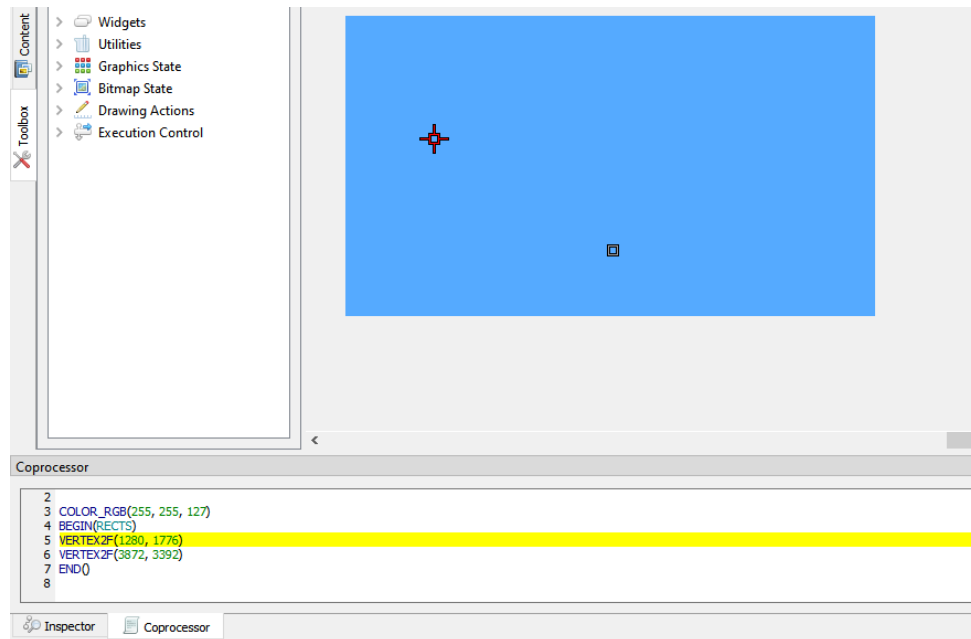 Content
Toolbox
Widgets
Utilities
Graphics State
Bitmap State
Drawing Actions
Execution Control
Coprocessor
2
3 COLOR_RGB(255, 255, 127)
4 BEGIN(RECTS)
5 VERTEX2F(1280, 1776)
6 VERTEX2F(3872, 3392)
7 END()
8
Inspector Coprocessor